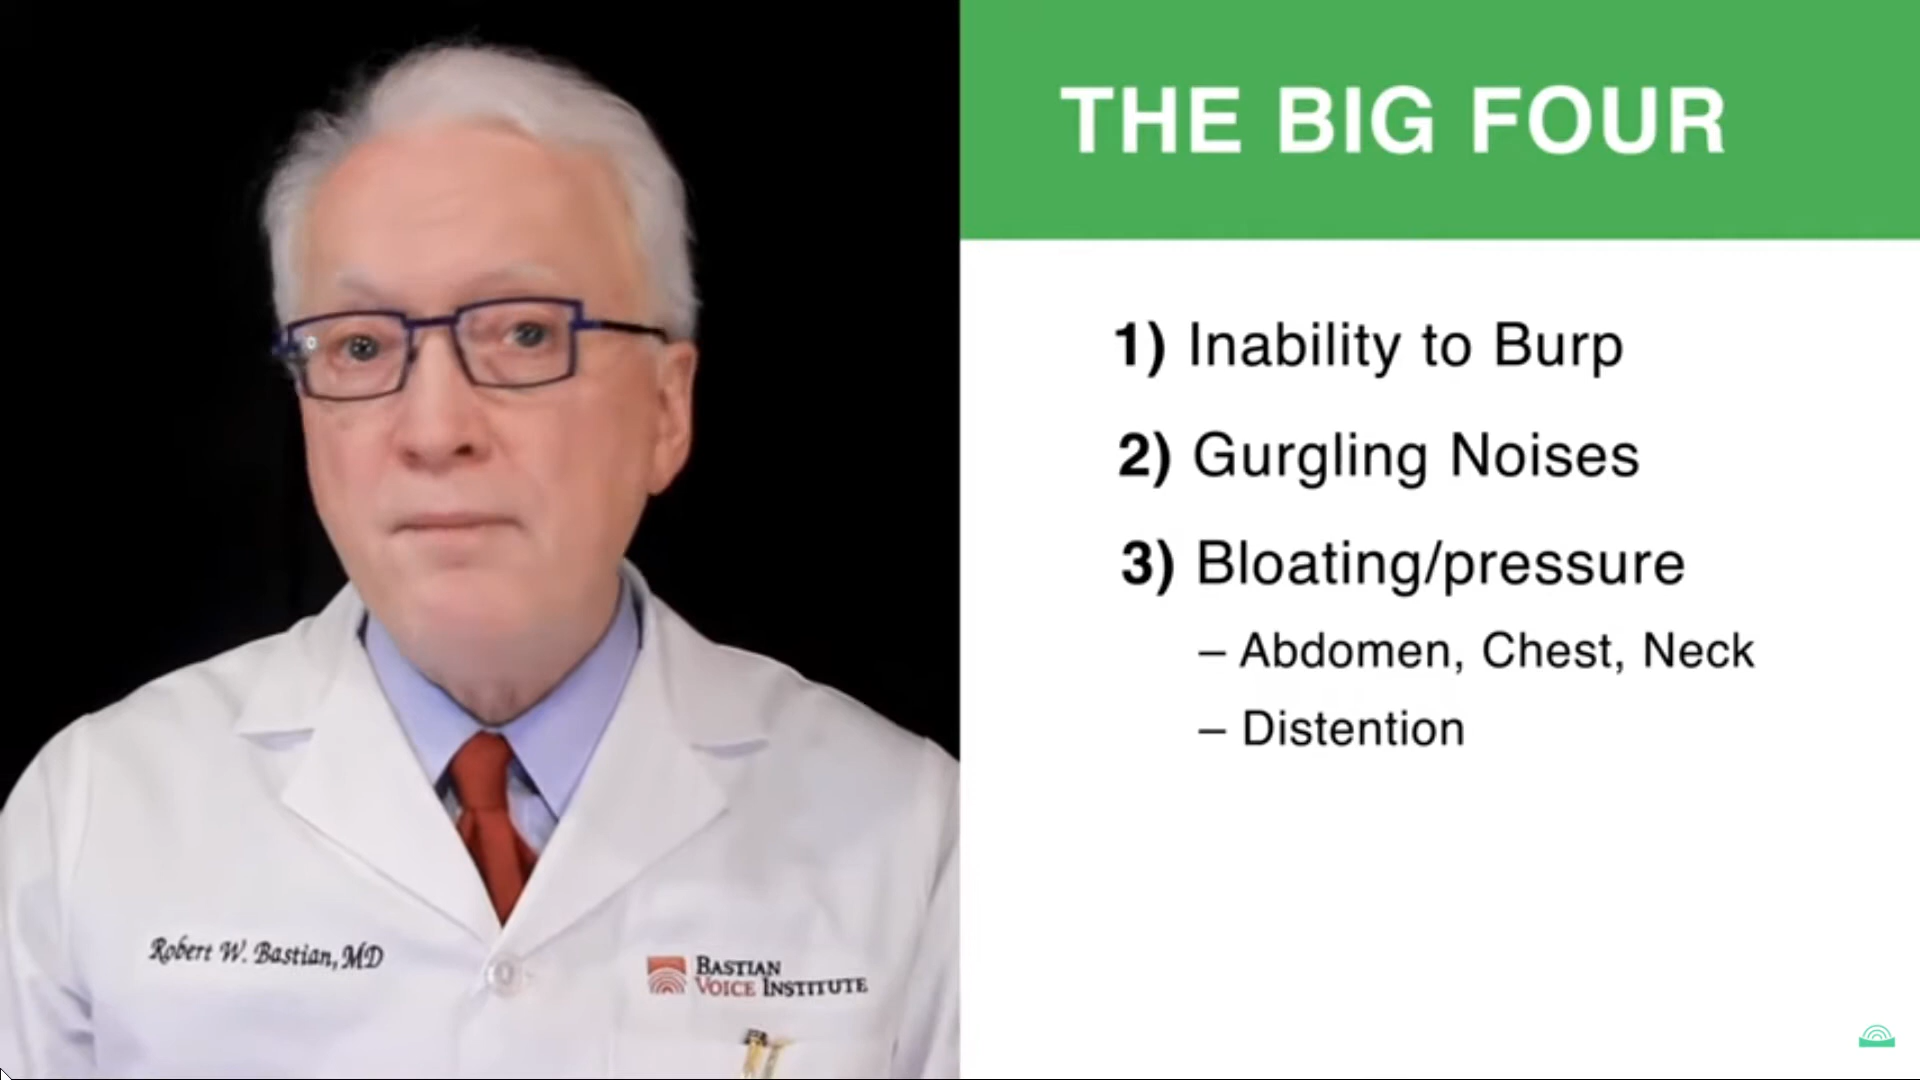 THE BIG FOUR
1) Inability to Burp
2) Gurgling Noises
3) Bloating/pressure
– Abdomen, Chest, Neck
– Distention
Robert W. Bastian, MD
BASTIAN
VOICE INSTITUTE